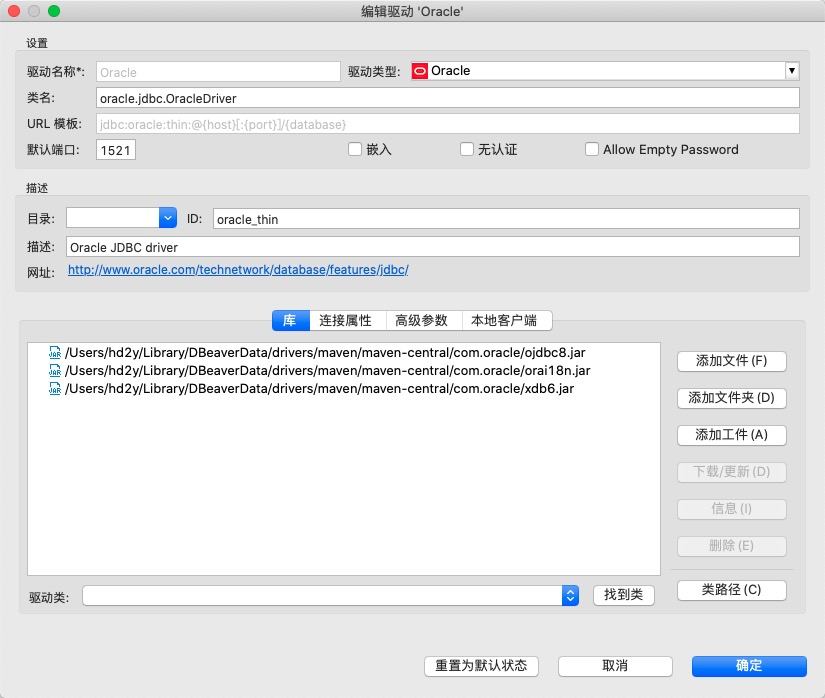 编辑驱动 'Oracle'
设置
驱动名称*: Oracle 驱动类型: Oracle
类名: oracle.jdbc.OracleDriver
URL 模板: jdbc:oracle:thin:@{host}[:{port}]/{database}
默认端口: 1521 嵌入 无认证 Allow Empty Password
描述
目录: ID: oracle_thin
描述: Oracle JDBC driver
网址: http://www.oracle.com/technetwork/database/features/jdbc/
库 连接属性 高级参数 本地客户端
/Users/hd2y/Library/DBeaverData/drivers/maven/maven-central/com.oracle/ojdbc8.jar
/Users/hd2y/Library/DBeaverData/drivers/maven/maven-central/com.oracle/orai18n.jar
/Users/hd2y/Library/DBeaverData/drivers/maven/maven-central/com.oracle/xdb6.jar
添加文件 (F)
添加文件夹 (D)
添加工件 (A)
下载/更新 (D)
信息 (I)
删除 (E)
类路径 (C)
驱动类: 找到类
重置为默认状态 取消 确定